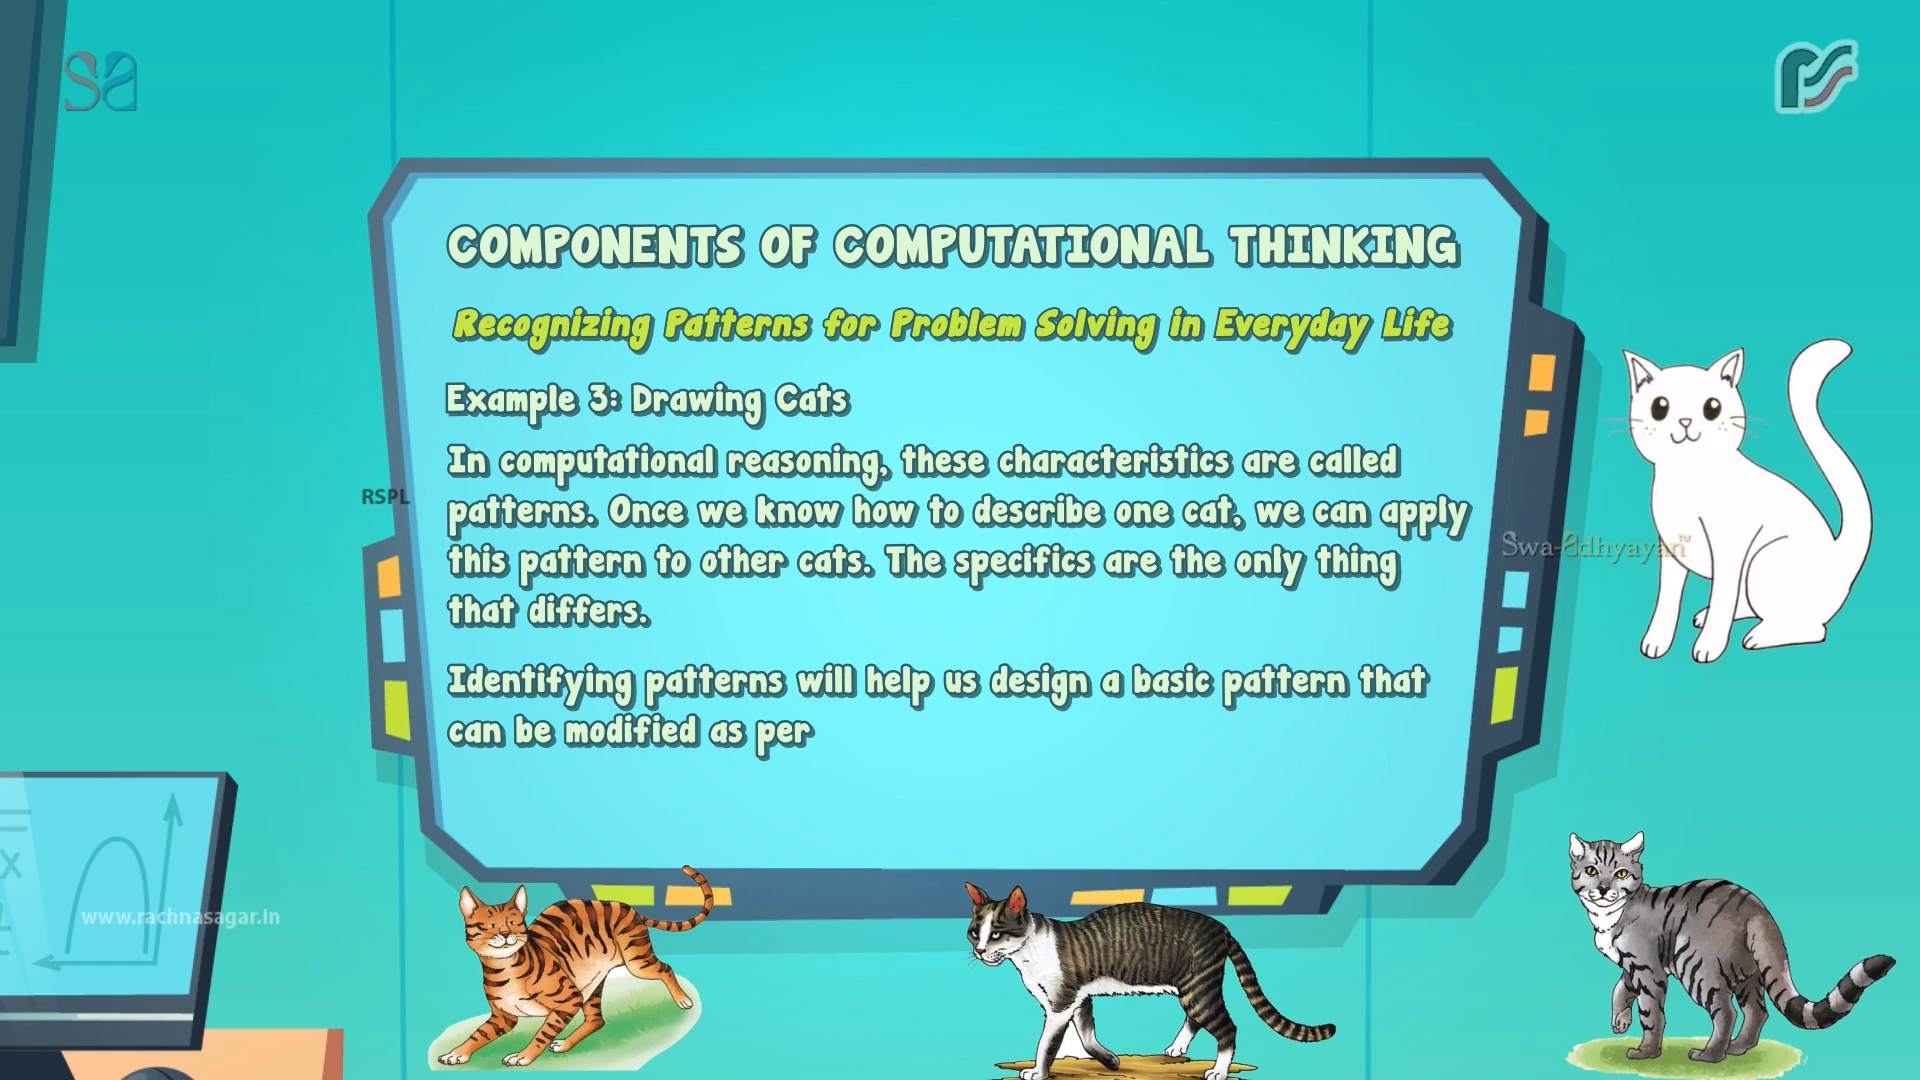 sa
rs
COMPONENTS OF COMPUTATIONAL THINKING
Recognizing Patterns for Problem Solving in Everyday Life
Example 3: Drawing Cats
In computational reasoning, these characteristics are called
patterns. Once we know how to describe one cat, we can apply
this pattern to other cats. The specifics are the only thing
that differs.
Identifying patterns will help us design a basic pattern that
can be modified as per
RSPL
Swa-adhyayan™
x
www.rachnasagar.in